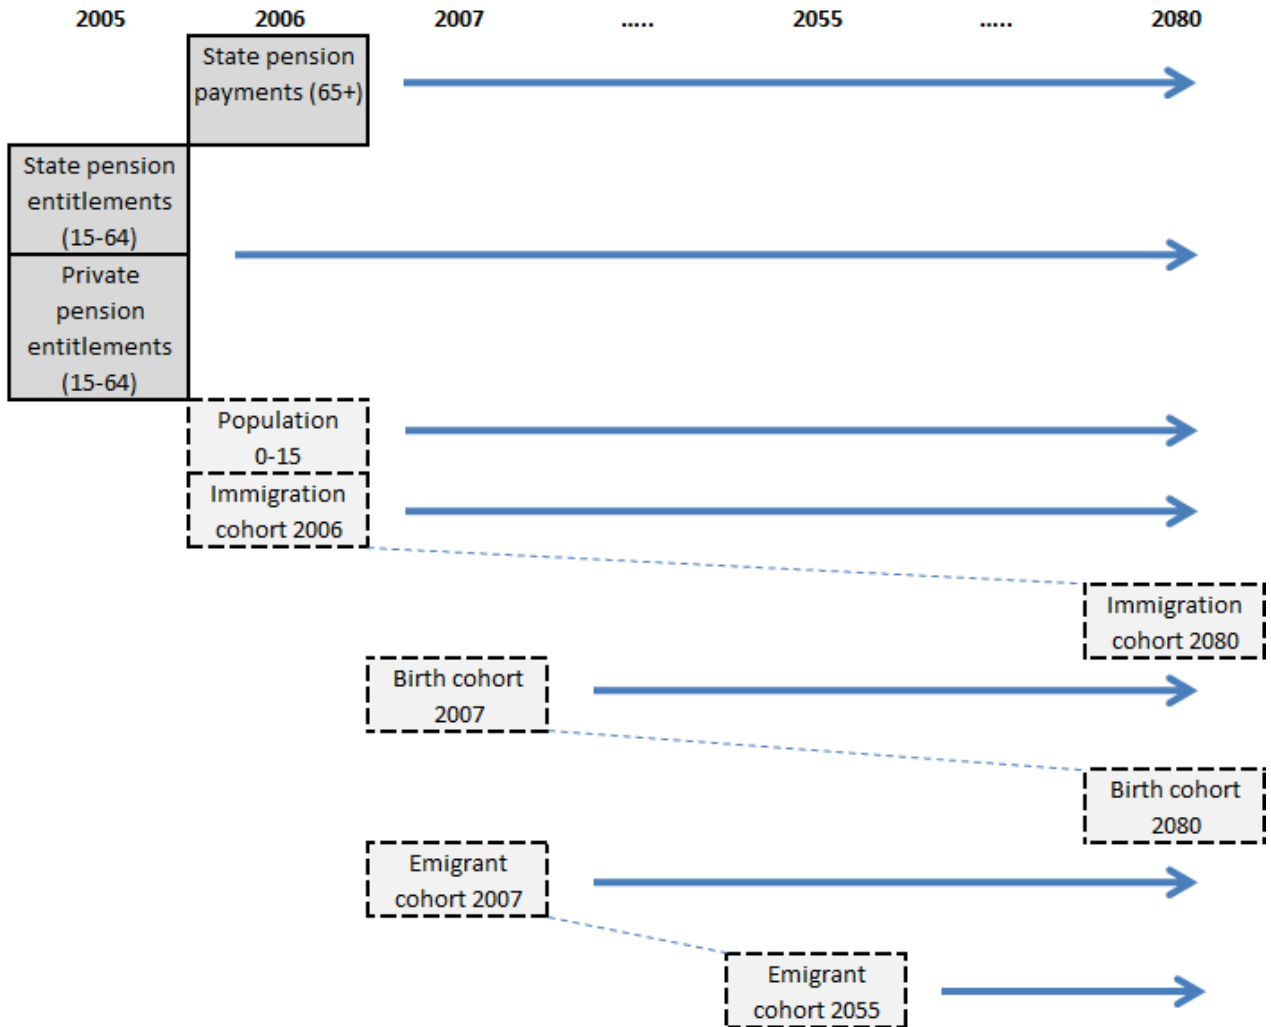 2005 2006 2007 ..... 2055 ..... 2080
State pension
payments (65+)
State pension
entitlements
(15-64)
Private
pension
entitlements
(15-64)
Population
0-15
Immigration
cohort 2006
Immigration
cohort 2080
Birth cohort
2007
Birth cohort
2080
Emigrant
cohort 2007
Emigrant
cohort 2055